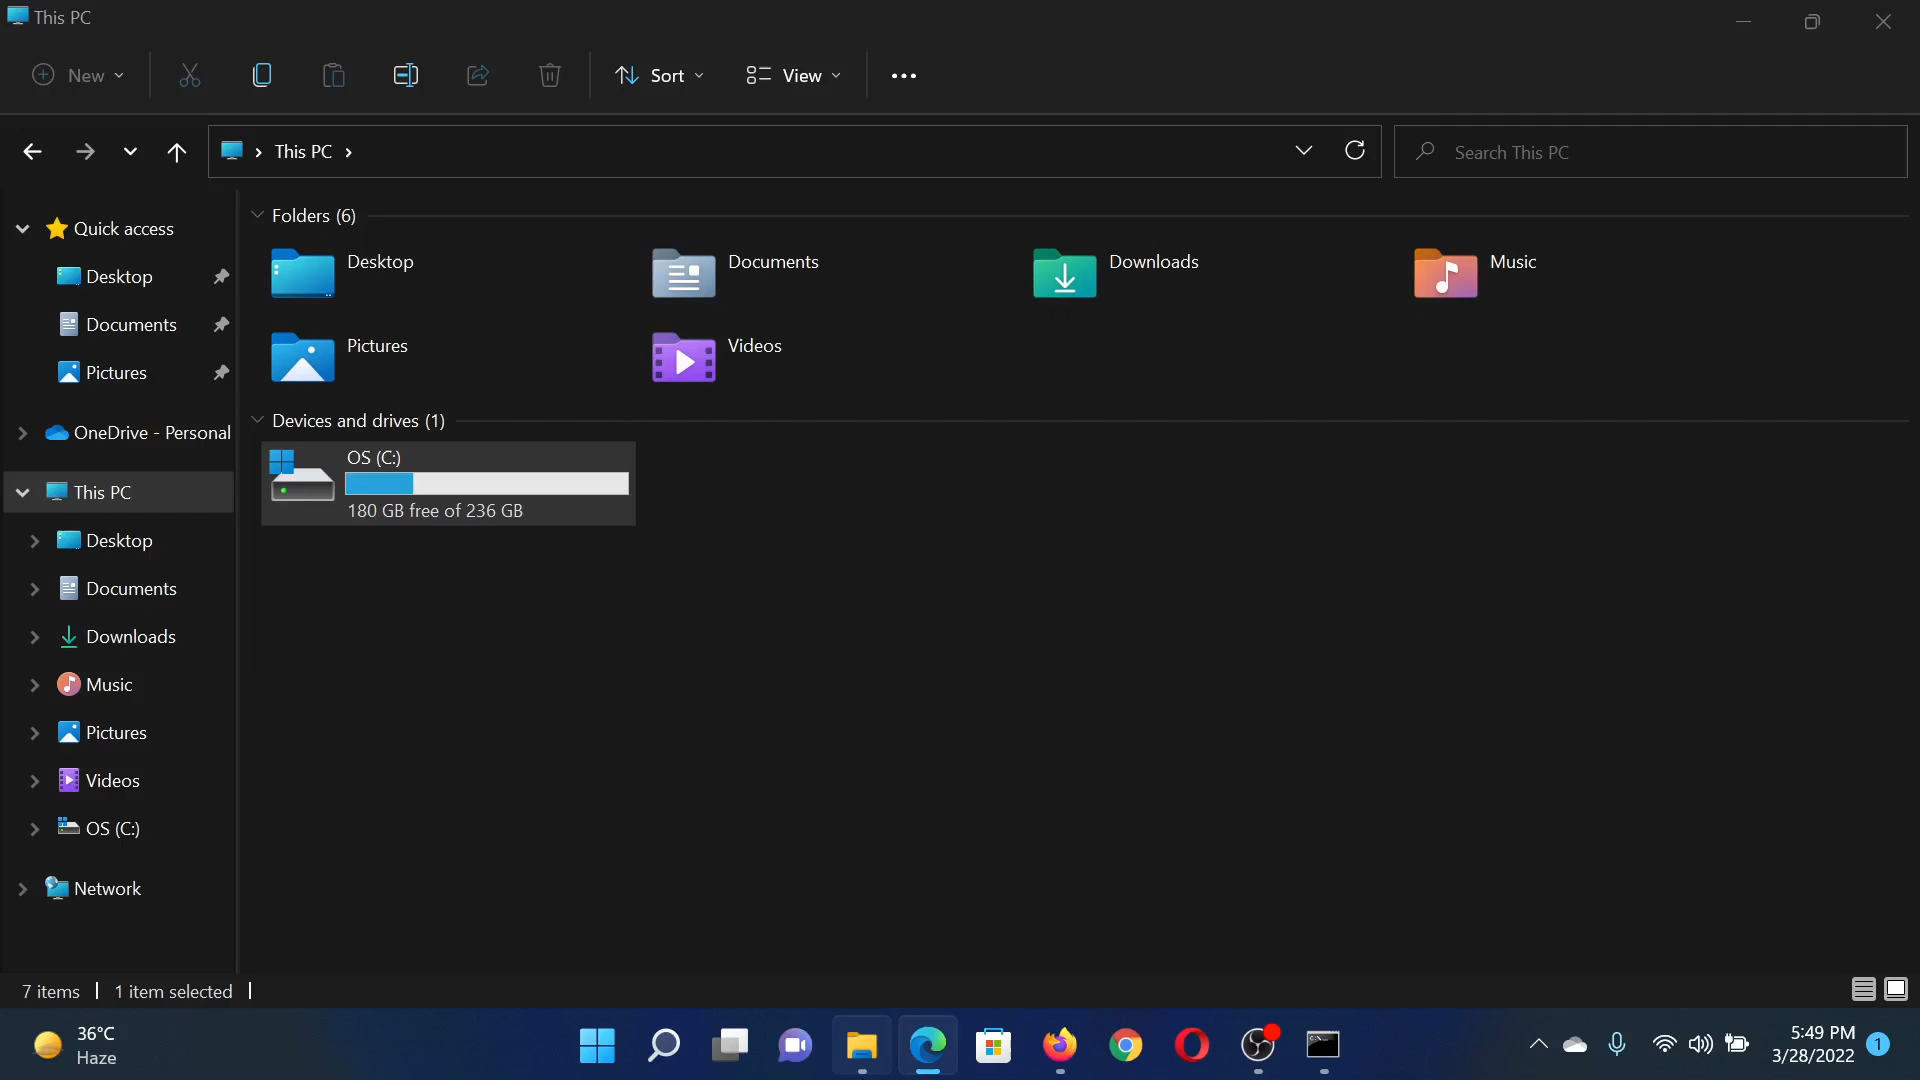 This PC
New
Sort
View
This PC
Search This PC
Quick access
Desktop
Documents
Pictures
OneDrive - Personal
This PC
Desktop
Documents
Downloads
Music
Pictures
Videos
OS (C:)
Network
Folders (6)
Desktop
Documents
Downloads
Music
Pictures
Videos
Devices and drives (1)
OS (C:)
180 GB free of 236 GB
7 items
1 item selected
36°C
Haze
5:49 PM
3/28/2022
1